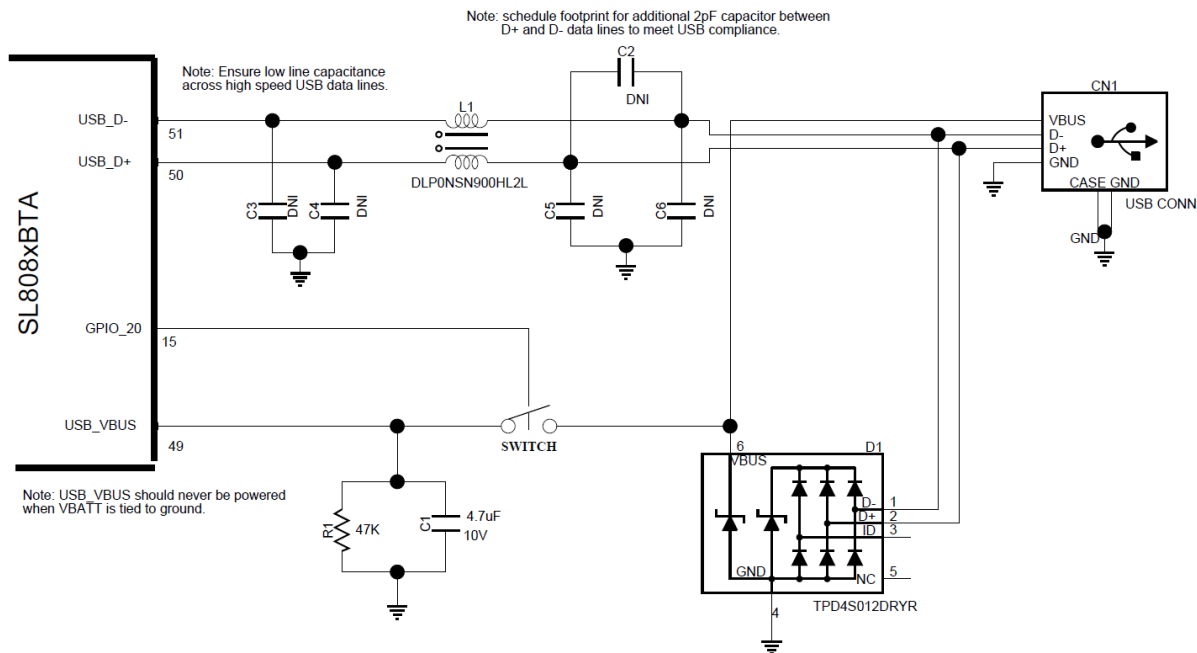 Note: schedule footprint for additional 2pF capacitor between
D+ and D- data lines to meet USB compliance.
C2
DNI
Note: Ensure low line capacitance
across high speed USB data lines.
CN1
USB_D-
51
L1
VBUS
D-
D+
GND
USB_D+
50
DLP0NSN900HL2L
CASE GND
USB CONN
C3
DNI
C4
DNI
C5
DNI
C6
DNI
GND
SL808xBTA
GPIO_20
15
USB_VBUS
49
SWITCH
6
D1
VBUS
Note: USB_VBUS should never be powered
when VBATT is tied to ground.
R1
47K
C1
4.7uF
10V
D- 1
D+ 2
ID 3
GND
NC 5
4
TPD4S012DRYR